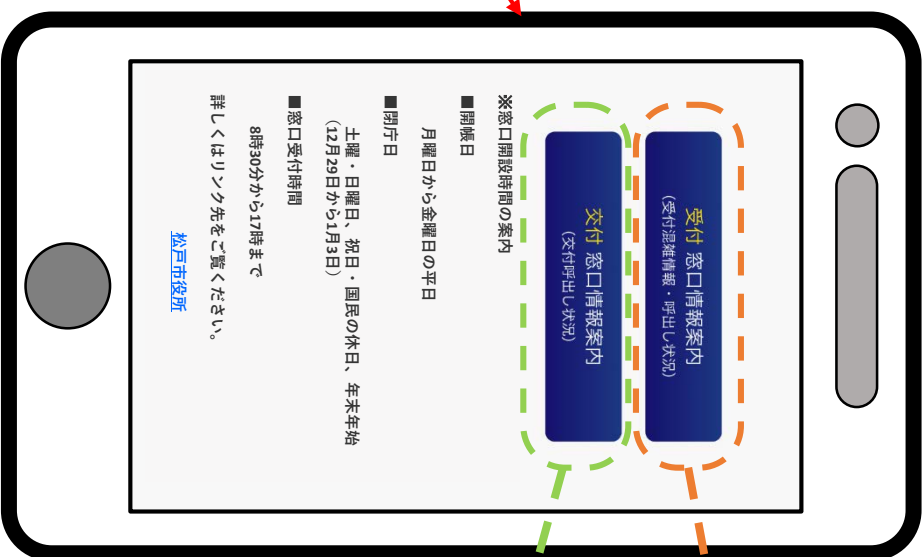 受付 窓口情報案内
(受付混雑情報・呼出し状況)
交付 窓口情報案内
(交付呼出し状況)
※窓口開設時間の案内
■開帳日
月曜日から金曜日の平日
■閉庁日
土曜・日曜日、祝日・国民の休日、年末年始
(12月29日から1月3日)
■窓口受付時間
8時30分から17時まで
詳しくはリンク先をご覧ください。
松戸市役所